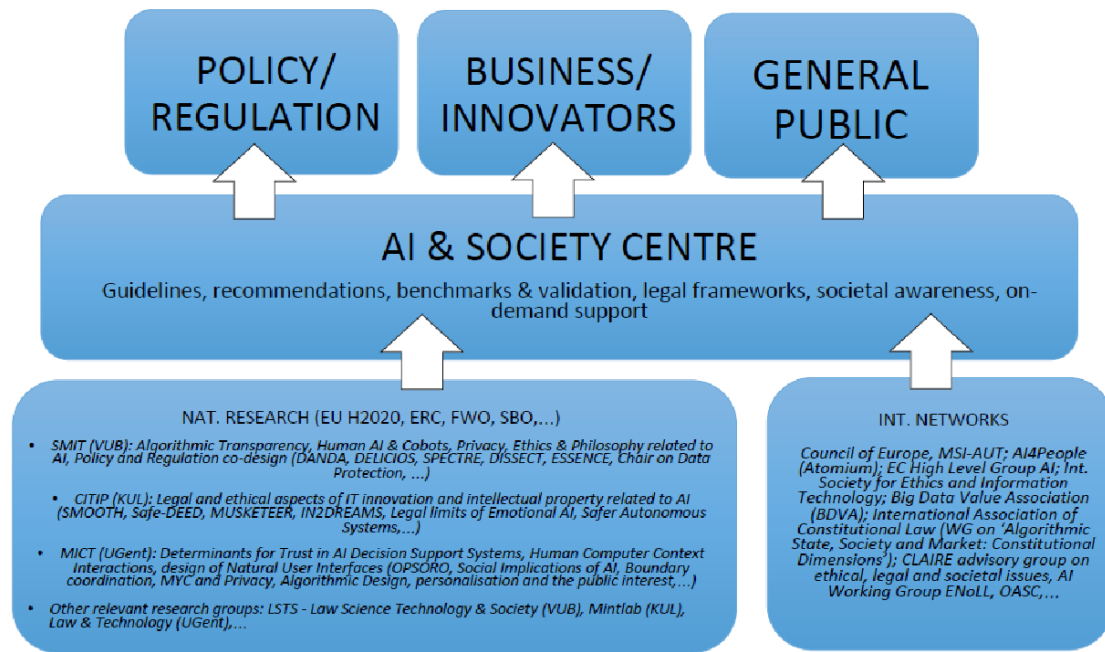 POLICY/
REGULATION
BUSINESS/
INNOVATORS
GENERAL
PUBLIC
AI & SOCIETY CENTRE
Guidelines, recommendations, benchmarks & validation, legal frameworks, societal awareness, on-
demand support
NAT. RESEARCH (EU H2020, ERC, FWO, SBO,...)
• SMIT (VUB): Algorithmic Transparency, Human AI & Cobots, Privacy, Ethics & Philosophy related to
AI, Policy and Regulation co-design (DANDA, DELICIOS, SPECTRE, DISSECT, ESSENCE, Chair on Data
Protection, ...)
• CITIP (KUL): Legal and ethical aspects of IT innovation and intellectual property related to AI
(SMOOTH, Safe-DEED, MUSKETEER, IN2DREAMS, Legal limits of Emotional AI, Safer Autonomous
Systems,...)
• MICT (UGent): Determinants for Trust in AI Decision Support Systems, Human Computer Context
Interactions, design of Natural User Interfaces (OPSORO, Social Implications of AI, Boundary
coordination, MYC and Privacy, Algorithmic Design, personalisation and the public interest,...)
• Other relevant research groups: LSTS - Law Science Technology & Society (VUB), Mintlab (KUL),
Law & Technology (UGent),...
INT. NETWORKS
Council of Europe, MSI-AUT; AI4People
(Atomium); EC High Level Group AI; Int.
Society for Ethics and Information
Technology; Big Data Value Association
(BDVA); International Association of
Constitutional Law (WG on ‘Algorithmic
State, Society and Market: Constitutional
Dimensions’); CLAIRE advisory group on
ethical, legal and societal issues, AI
Working Group ENoLL, OASC,...